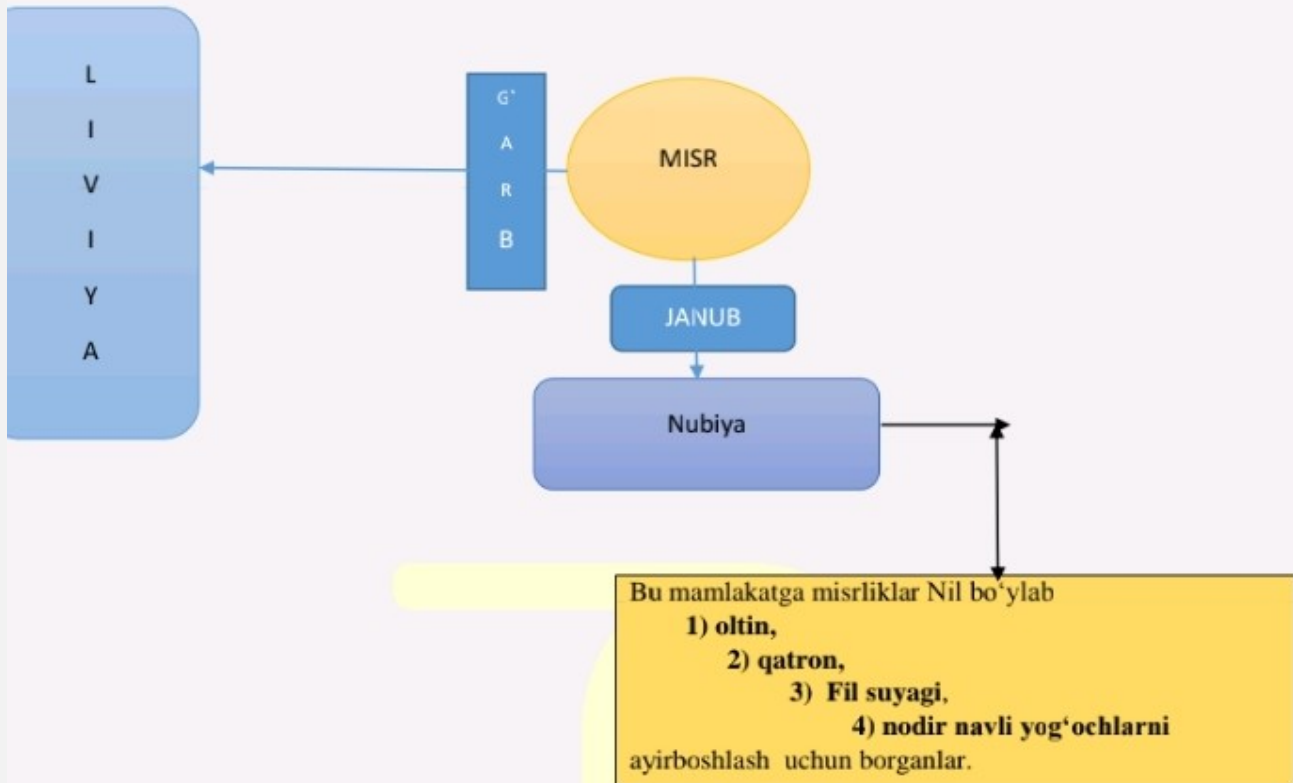 L
I
V
I
Y
A
G`
A
R
B
MISR
JANUB
Nubiya
Bu mamlakatga misrliklar Nil bo‘ylab
1) oltin,
2) qatron,
3) Fil suyagi,
4) nodir navli yog‘ochlarni
ayirboshlash uchun borganlar.